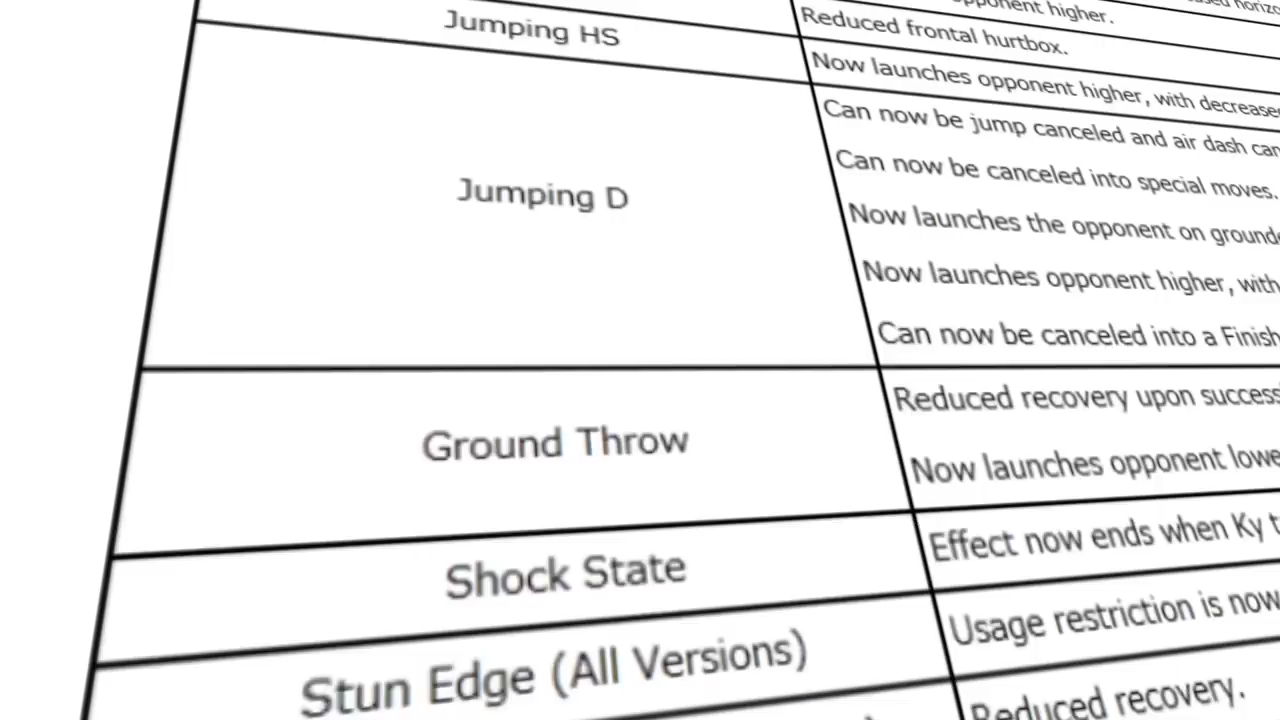 opponent higher.
Jumping HS
Reduced frontal hurtbox.
Now launches opponent higher, with decreased
Jumping D
Can now be jump canceled and air dash can
Can now be canceled into special moves.
Now launches the opponent on grounde
Now launches opponent higher, with
Can now be canceled into a Finish
Ground Throw
Reduced recovery upon success
Now launches opponent lowe
Shock State
Effect now ends when Ky t
Stun Edge (All Versions)
Usage restriction is now
Reduced recovery.